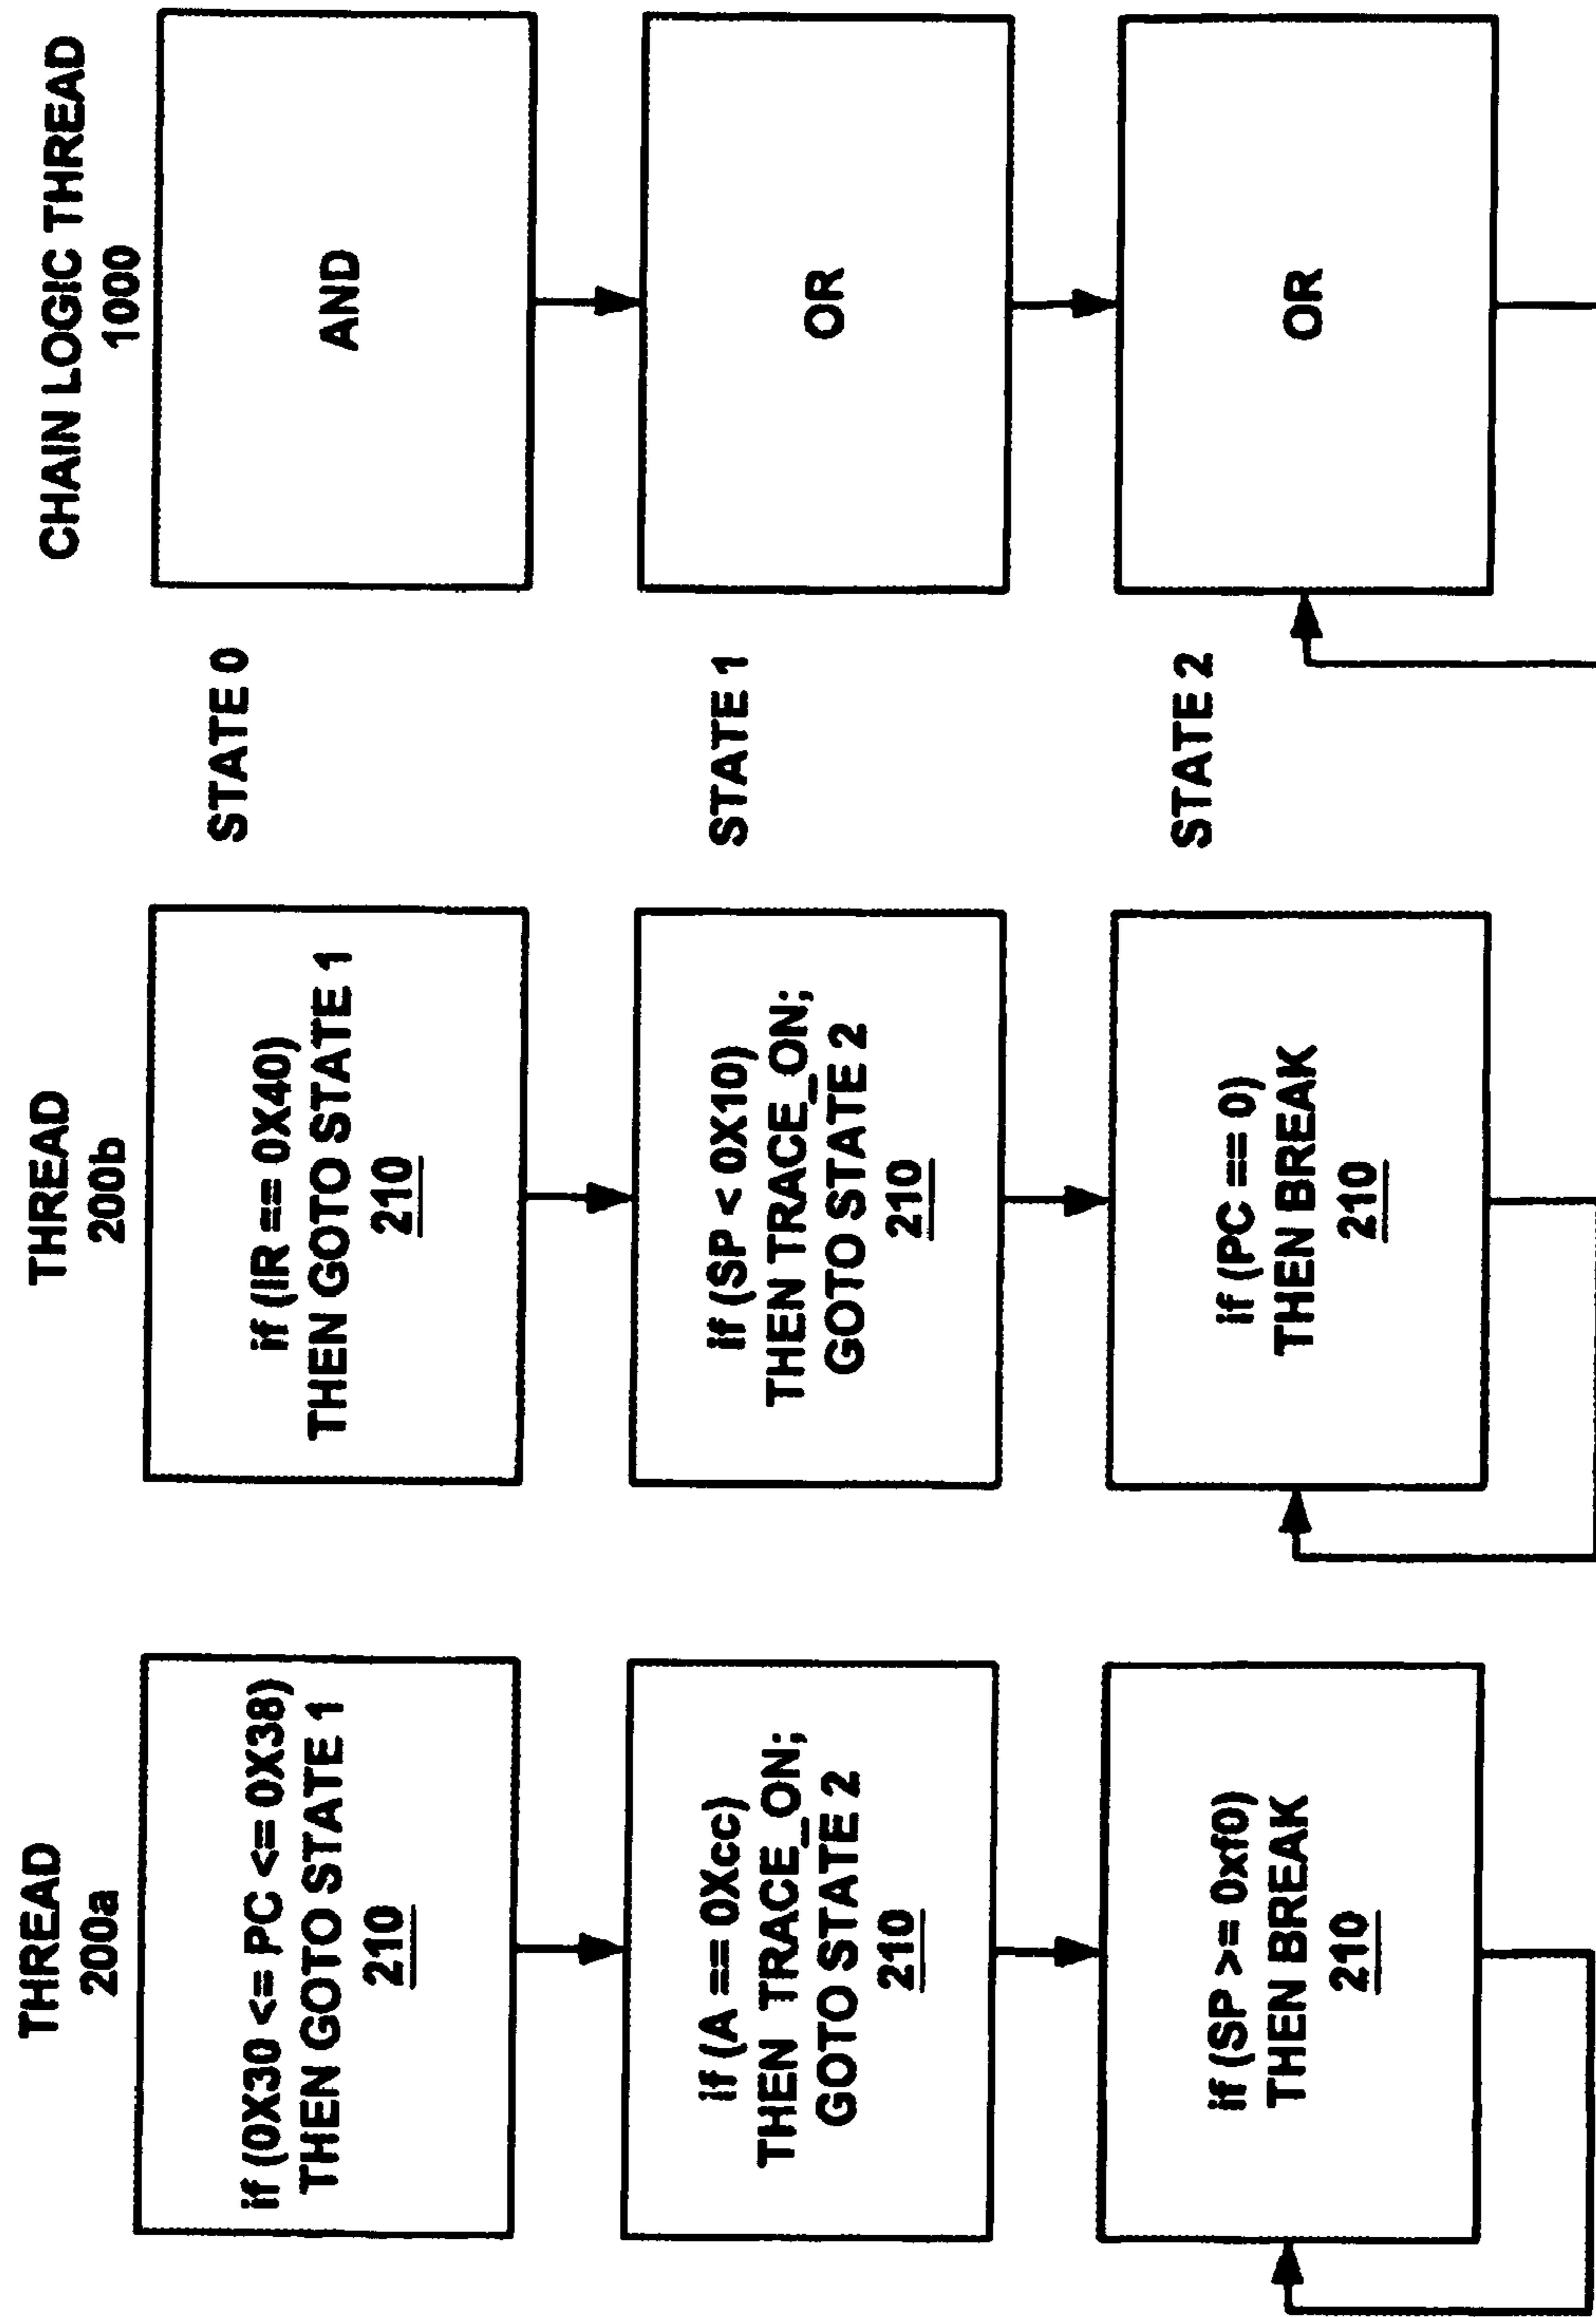 THREAD
200a
if (0X30 <= PC <= 0X38)
THEN GOTO STATE 1
210
if (A == 0Xcc)
THEN TRACE_ON;
GOTO STATE 2
210
if (SP >= 0xf0)
THEN BREAK
210
THREAD
200b
if (IR == 0X40)
THEN GOTO STATE 1
210
if (SP < 0X10)
THEN TRACE_ON;
GOTO STATE 2
210
if (PC == 0)
THEN BREAK
210
STATE 0
STATE 1
STATE 2
CHAIN LOGIC THREAD
1000
AND
OR
OR